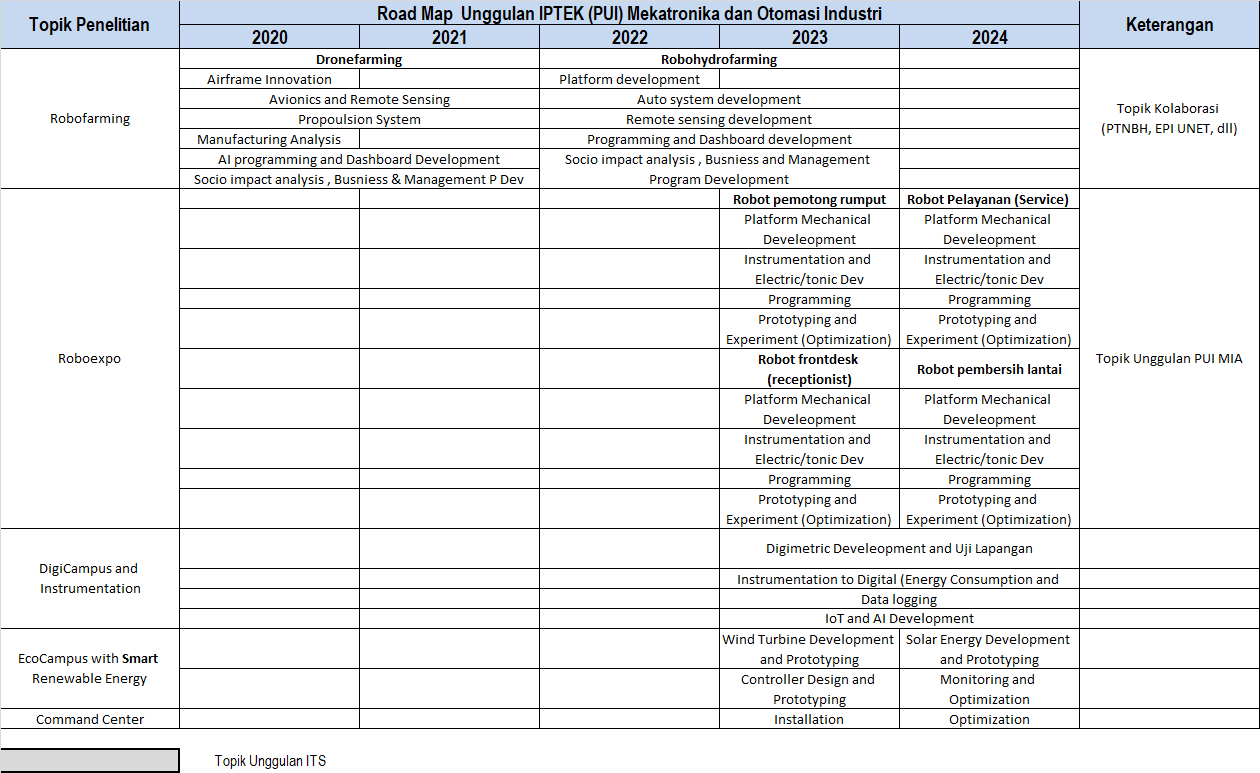 Topik Penelitian
Road Map Unggulan IPTEK (PUI) Mekatronika dan Otomasi Industri
Keterangan
2020 2021 2022 2023 2024
Robofarming
Dronefarming Robohydrofarming
Airframe Innovation Platform development
Avionics and Remote Sensing Auto system development
Propoulsion System Remote sensing development
Manufacturing Analysis Programming and Dashboard development
AI programming and Dashboard Development Socio impact analysis , Busniess and Management
Socio impact analysis , Busniess & Management P Dev Program Development
Topik Kolaborasi
(PTNBH, EPI UNET, dll)
Roboexpo
Robot pemotong rumput Robot Pelayanan (Service)
Platform Mechanical Platform Mechanical
Develeopment Develeopment
Instrumentation and Instrumentation and
Electric/tonic Dev Electric/tonic Dev
Programming Programming
Prototyping and Prototyping and
Experiment (Optimization) Experiment (Optimization)
Robot frontdesk
(receptionist)
Robot pembersih lantai
Platform Mechanical Platform Mechanical
Develeopment Develeopment
Instrumentation and Instrumentation and
Electric/tonic Dev Electric/tonic Dev
Programming Programming
Prototyping and Prototyping and
Experiment (Optimization) Experiment (Optimization)
Topik Unggulan PUI MIA
DigiCampus and
Instrumentation
Digimetric Develeopment and Uji Lapangan
Instrumentation to Digital (Energy Consumption and
Data logging
IoT and AI Development
EcoCampus with Smart
Renewable Energy
Wind Turbine Development Solar Energy Development
and Prototyping and Prototyping
Controller Design and Monitoring and
Prototyping Optimization
Command Center Installation Optimization
Topik Unggulan ITS